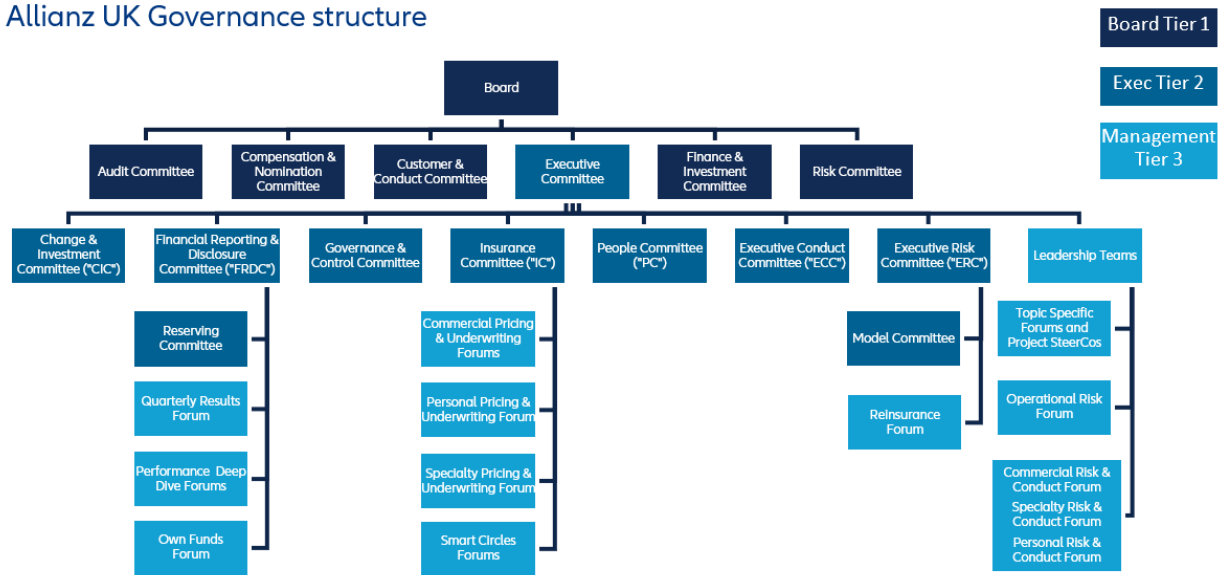 Allianz UK Governance structure
Board Tier 1
Exec Tier 2
Management
Tier 3
Board
Audit Committee
Compensation &
Nomination
Committee
Customer &
Conduct Committee
Executive
Committee
Finance &
Investment
Committee
Risk Committee
Change &
Investment
Committee ("CIC")
Financial Reporting &
Disclosure
Committee ("FRDC")
Governance &
Control Committee
Insurance
Committee ("IC")
People Committee
("PC")
Executive Conduct
Committee ("ECC")
Executive Risk
Committee ("ERC")
Leadership Teams
Reserving
Committee
Quarterly Results
Forum
Performance Deep
Dive Forums
Own Funds
Forum
Commercial Pricing
& Underwriting
Forums
Personal Pricing &
Underwriting Forum
Specialty Pricing &
Underwriting Forum
Smart Circles
Forums
Model Committee
Reinsurance
Forum
Topic Specific
Forums and
Project SteerCos
Operational Risk
Forum
Commercial Risk &
Conduct Forum
Specialty Risk &
Conduct Forum
Personal Risk &
Conduct Forum